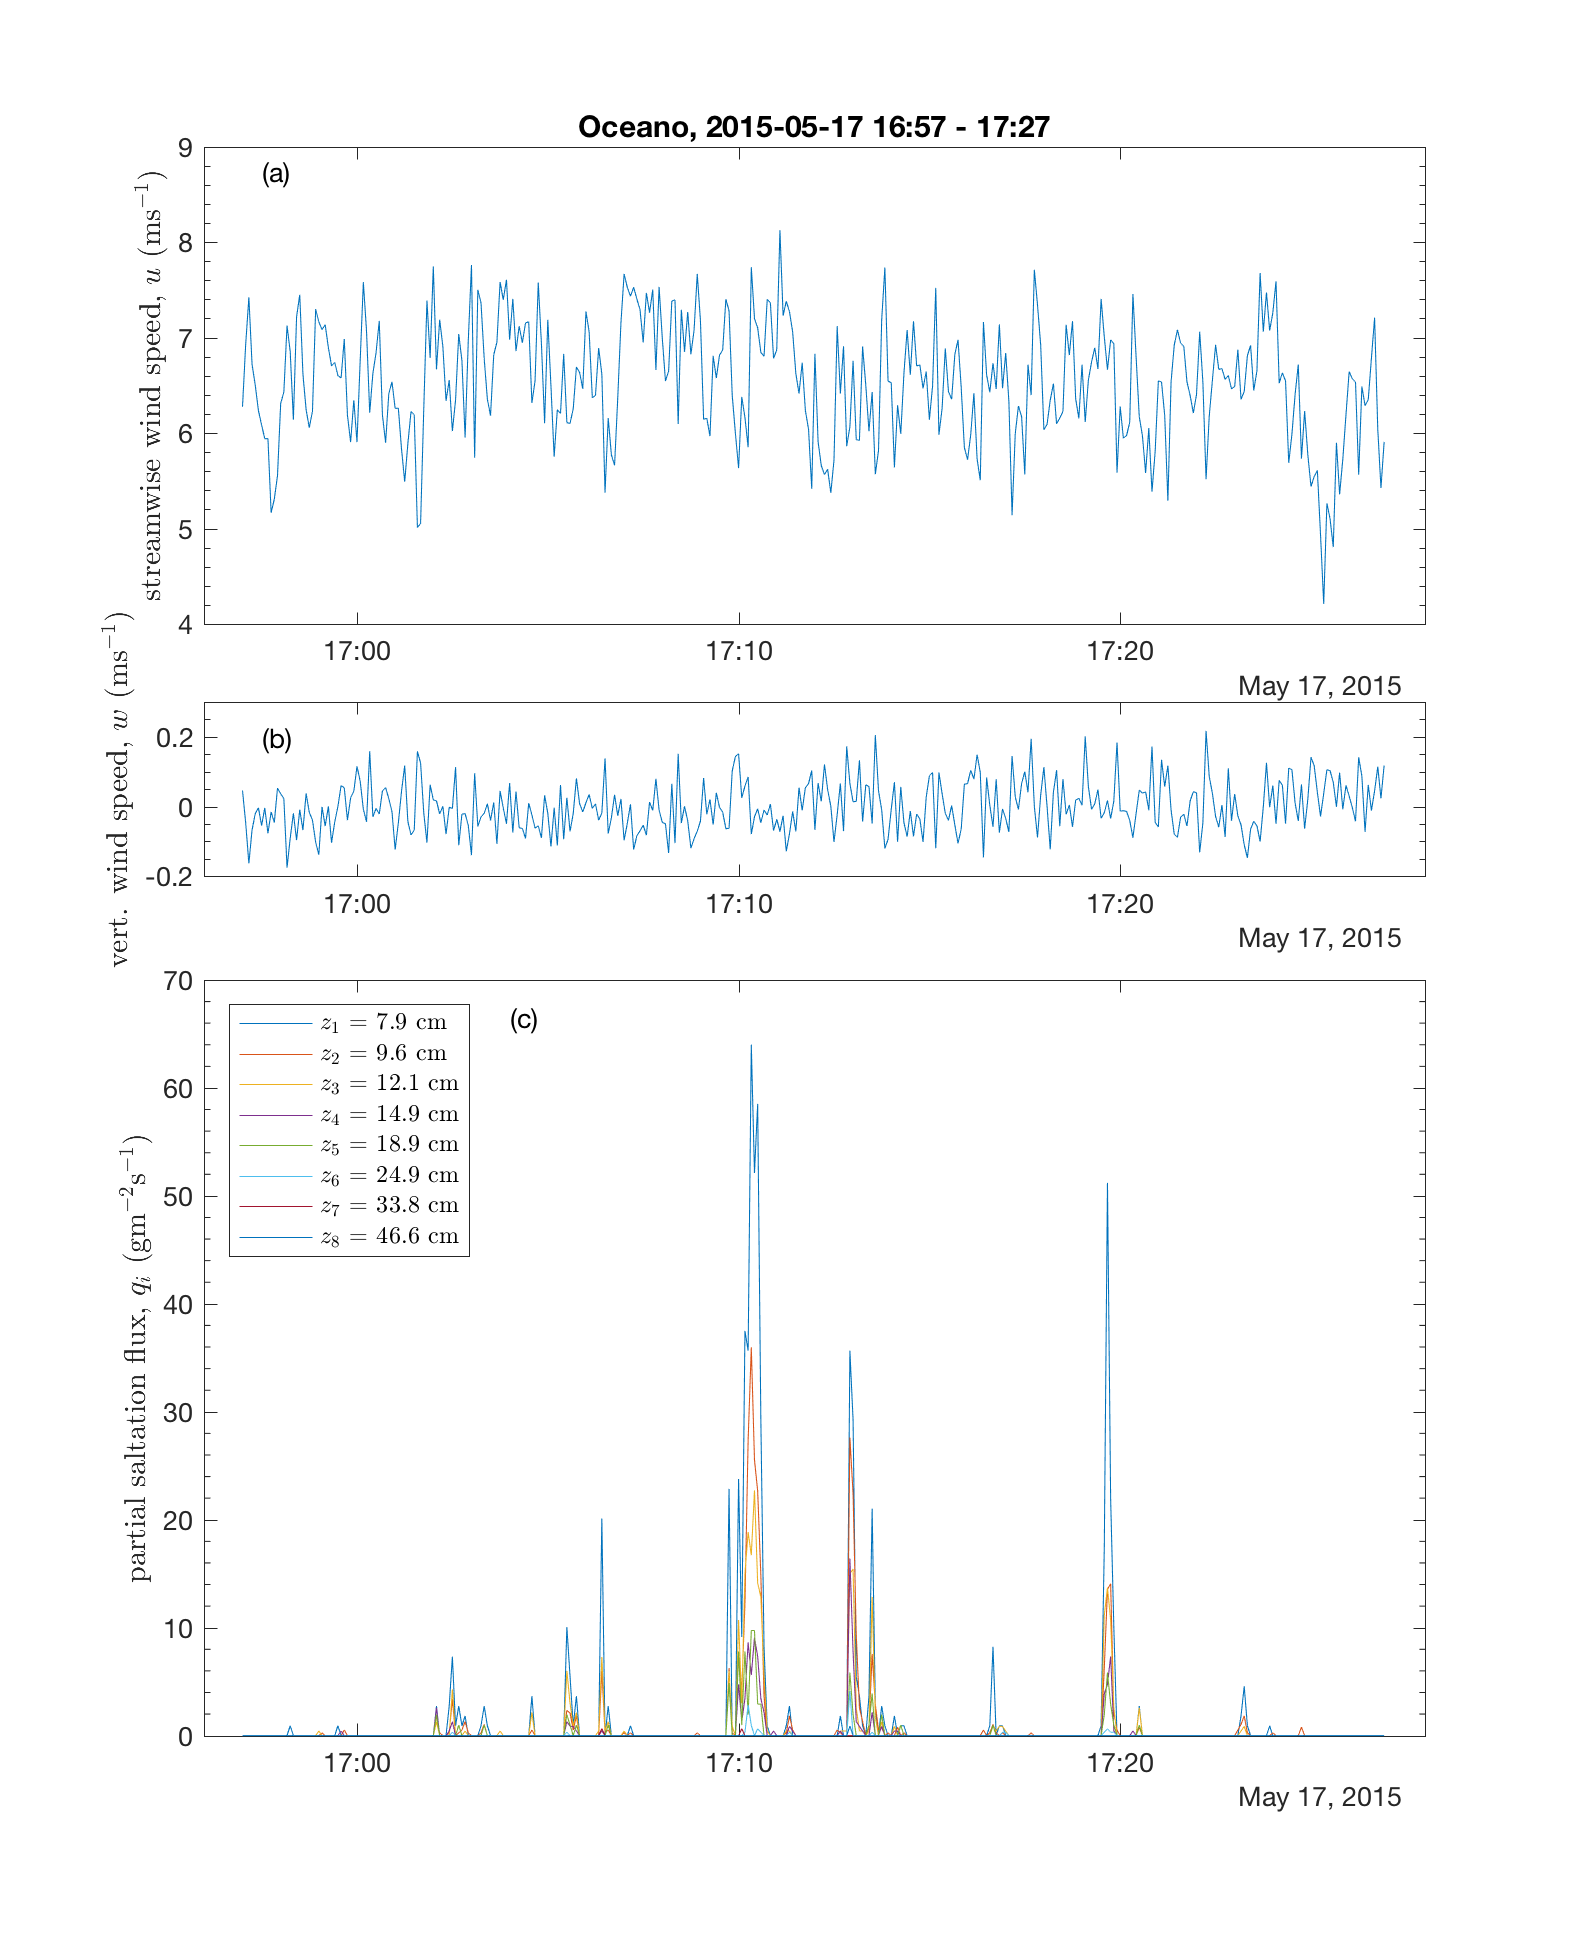 Oceano, 2015-05-17 16:57 - 17:27
(a)
streamwise wind speed, u (ms⁻¹)
9
8
7
6
5
4
17:00 17:10 17:20
May 17, 2015
(b)
vert. wind speed, w (ms⁻¹)
0.2
0
-0.2
17:00 17:10 17:20
May 17, 2015
(c)
partial saltation flux, qᵢ (gm⁻²s⁻¹)
70
60
50
40
30
20
10
0
z₁ = 7.9 cm
z₂ = 9.6 cm
z₃ = 12.1 cm
z₄ = 14.9 cm
z₅ = 18.9 cm
z₆ = 24.9 cm
z₇ = 33.8 cm
z₈ = 46.6 cm
17:00 17:10 17:20
May 17, 2015